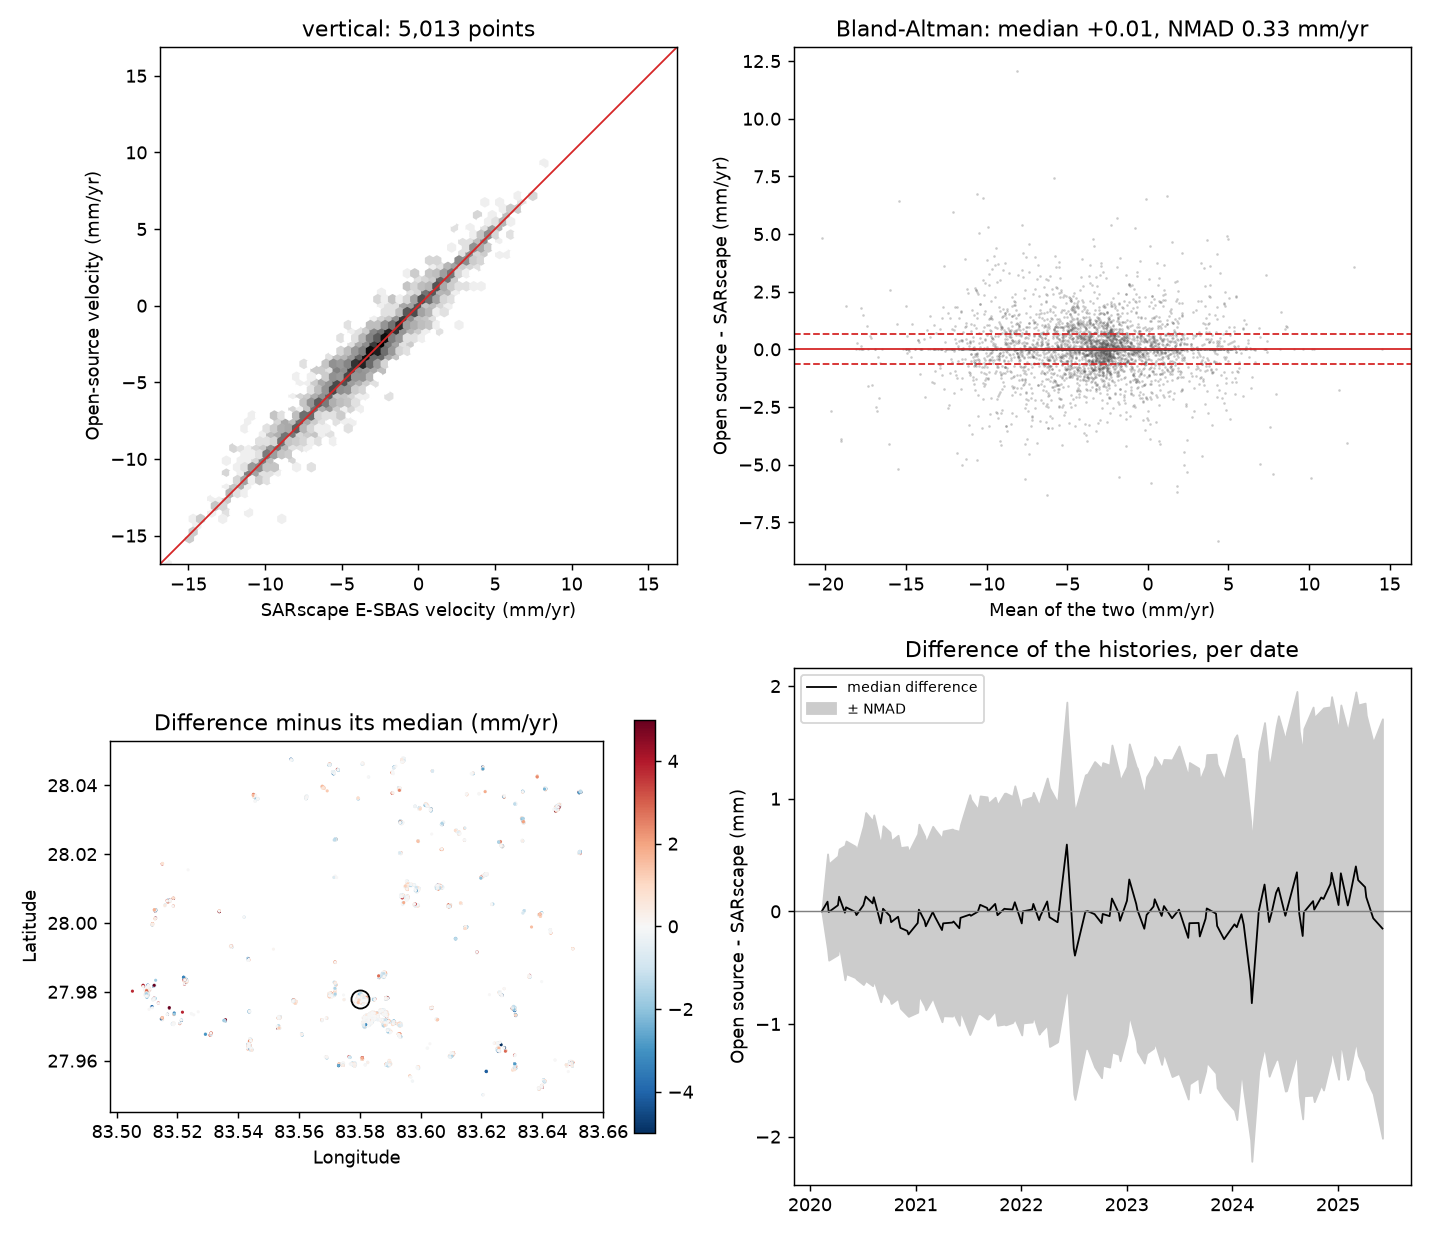 vertical: 5,013 points
15
10
5
0
−5
−10
−15
Open-source velocity (mm/yr)
−15 −10 −5 0 5 10 15
SARscape E-SBAS velocity (mm/yr)
Bland-Altman: median +0.01, NMAD 0.33 mm/yr
12.5
10.0
7.5
5.0
2.5
0.0
−2.5
−5.0
−7.5
Open source - SARscape (mm/yr)
−20 −15 −10 −5 0 5 10 15
Mean of the two (mm/yr)
Difference minus its median (mm/yr)
28.04
28.02
28.00
27.98
27.96
Latitude
83.50 83.52 83.54 83.56 83.58 83.60 83.62 83.64 83.66
Longitude
4
2
0
−2
−4
Difference of the histories, per date
median difference
± NMAD
2
1
0
−1
−2
Open source - SARscape (mm)
2020 2021 2022 2023 2024 2025